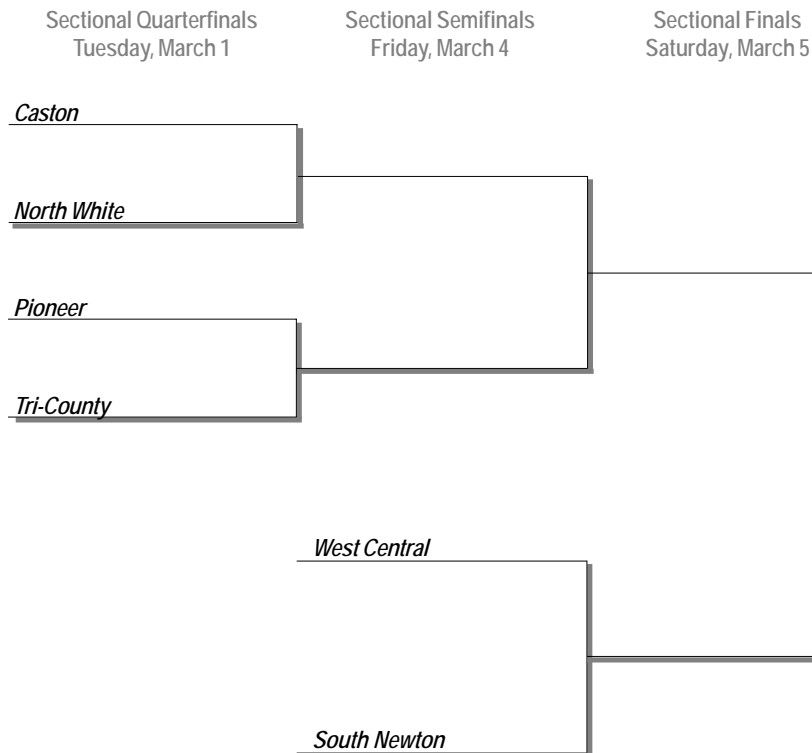 Sectional Quarterfinals
Tuesday, March 1
Sectional Semifinals
Friday, March 4
Sectional Finals
Saturday, March 5
Caston
North White
Pioneer
Tri-County
West Central
South Newton